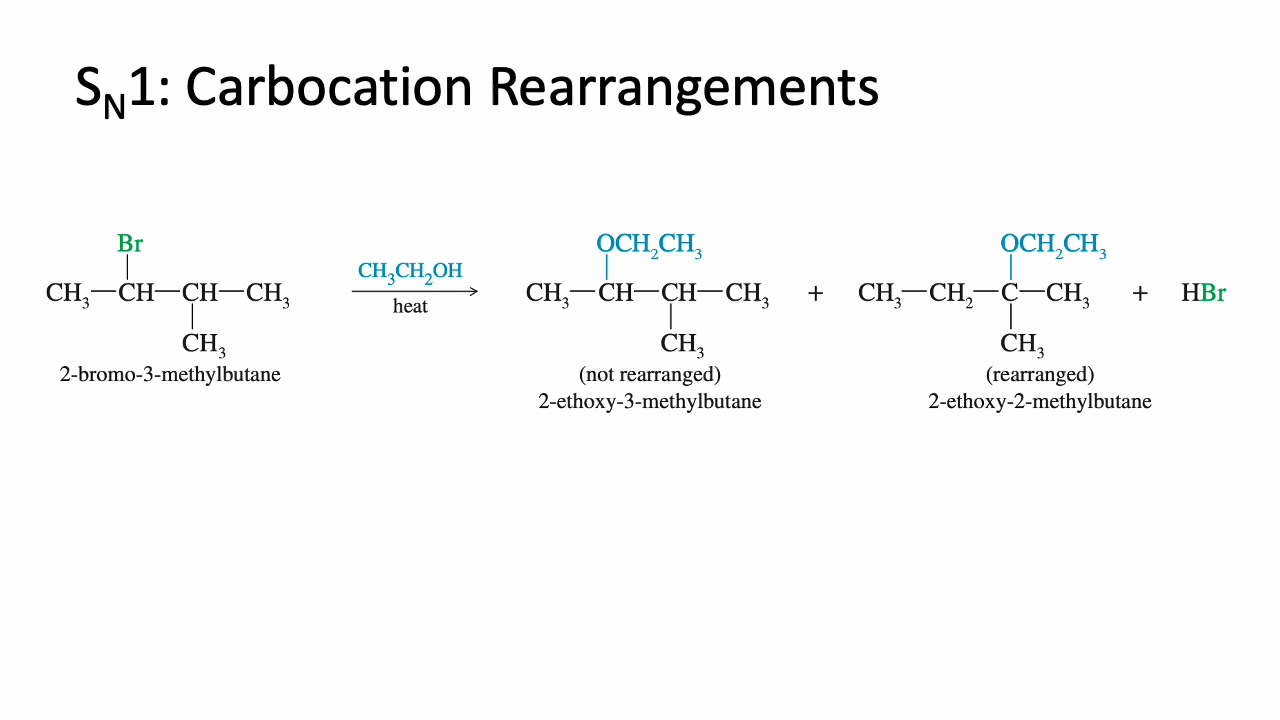 S_N1: Carbocation Rearrangements
Br
OCH₂CH₃
OCH₂CH₃
CH₃CH₂OH
CH₃—CH—CH—CH₃
CH₃—CH—CH—CH₃ + CH₃—CH₂—C—CH₃ + HBr
heat
CH₃
CH₃
CH₃
2-bromo-3-methylbutane
(not rearranged)
(rearranged)
2-ethoxy-3-methylbutane
2-ethoxy-2-methylbutane